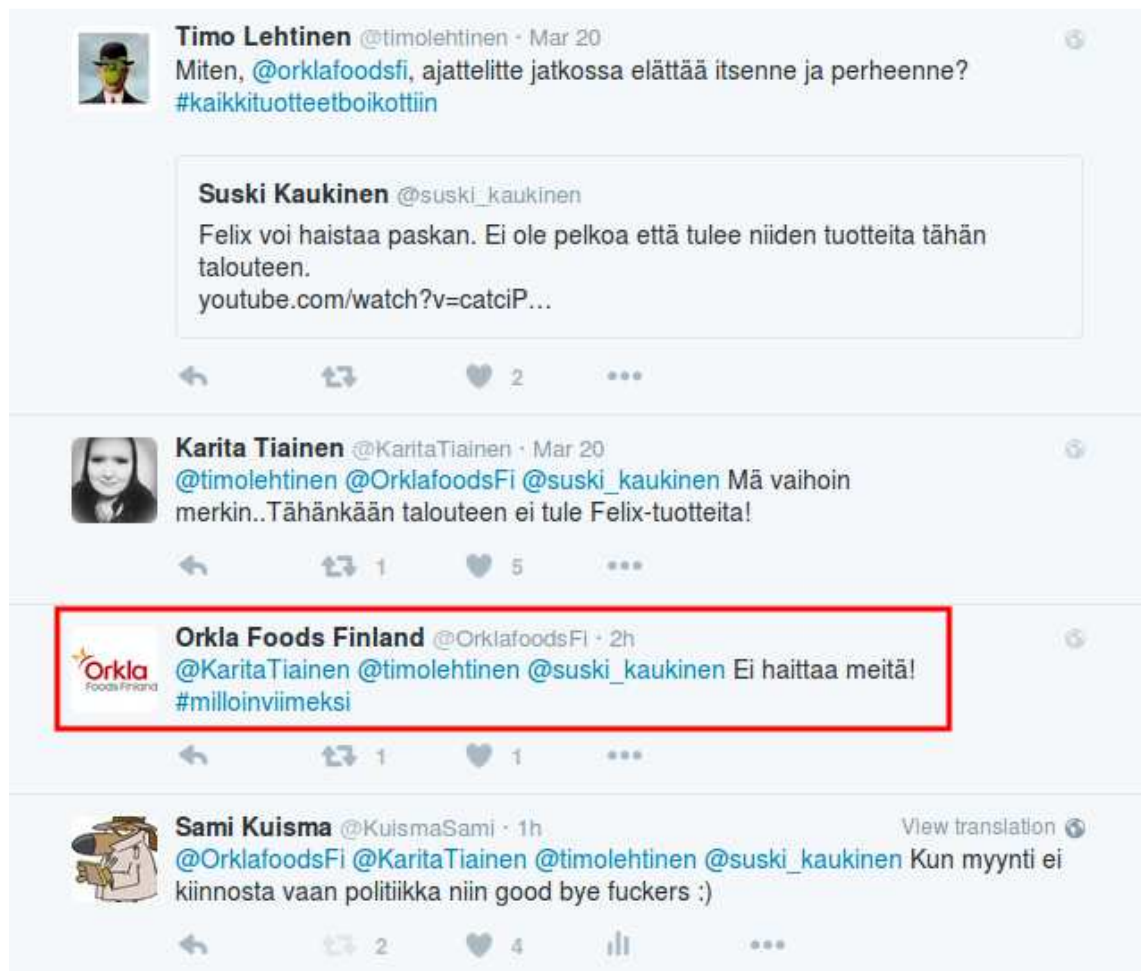 Timo Lehtinen @timolehtinen · Mar 20
Miten, @orklafoodsfi, ajattelitte jatkossa elättää itsenne ja perheenne?
#kaikkituotteetboikottiin
Suski Kaukinen @suski_kaukinen
Felix voi haistaa paskan. Ei ole pelkoa että tulee niiden tuotteita tähän
talouteen.
youtube.com/watch?v=catciP…
2
Karita Tiainen @KaritaTiainen · Mar 20
@timolehtinen @OrklafoodsFi @suski_kaukinen Mä vaihoin
merkin..Tähänkään talouteen ei tule Felix-tuotteita!
1 5
Orkla Foods Finland @OrklafoodsFi · 2h
Orkla
Foods Finland
@KaritaTiainen @timolehtinen @suski_kaukinen Ei haittaa meitä!
#milloinviimeksi
1 1
Sami Kuisma @KuismaSami · 1h View translation
@OrklafoodsFi @KaritaTiainen @timolehtinen @suski_kaukinen Kun myynti ei
kiinnosta vaan politiikka niin good bye fuckers :)
2 4